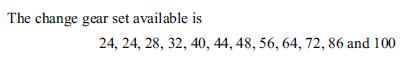 The change gear set available is
24, 24, 28, 32, 40, 44, 48, 56, 64, 72, 86 and 100